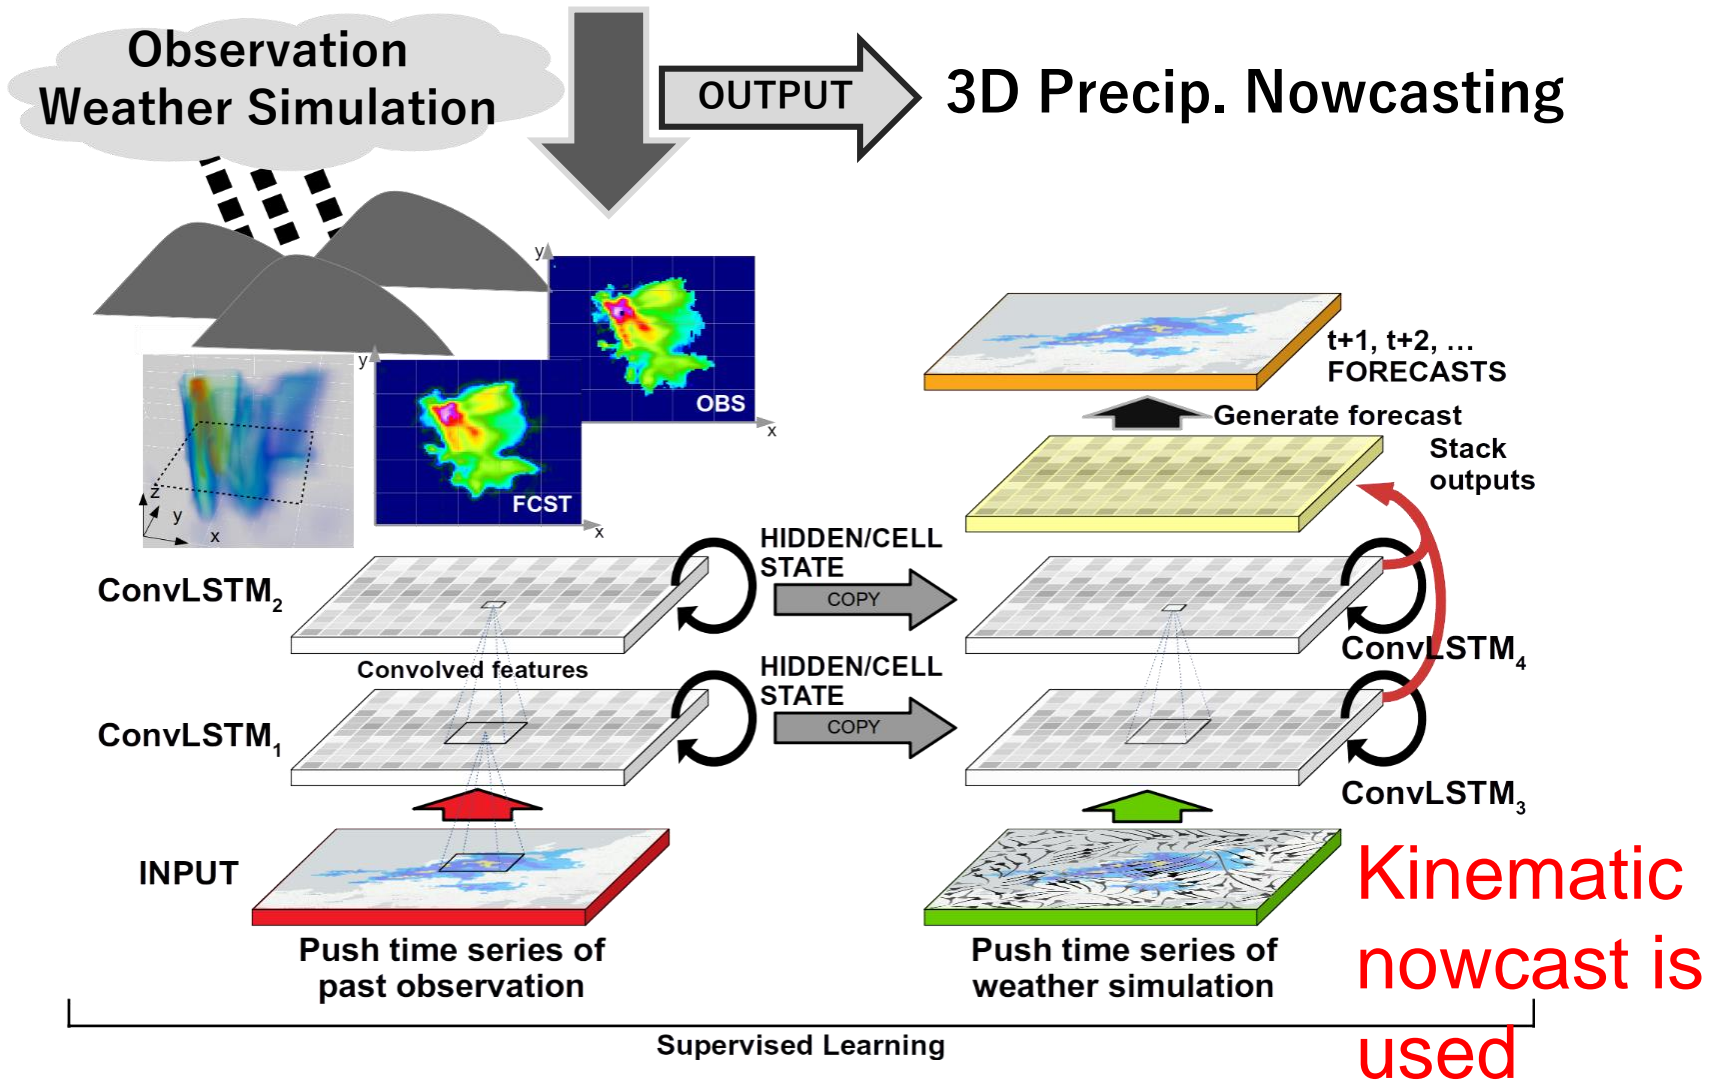 Observation
Weather Simulation
OUTPUT
3D Precip. Nowcasting
y
OBS
x
y
FCST
x
z
y
x
t+1, t+2, …
FORECASTS
Generate forecast
Stack
outputs
HIDDEN/CELL
STATE
COPY
ConvLSTM2
ConvLSTM4
Convolved features
HIDDEN/CELL
STATE
COPY
ConvLSTM1
ConvLSTM3
INPUT
Push time series of
past observation
Push time series of
weather simulation
Kinematic
nowcast is
used
Supervised Learning